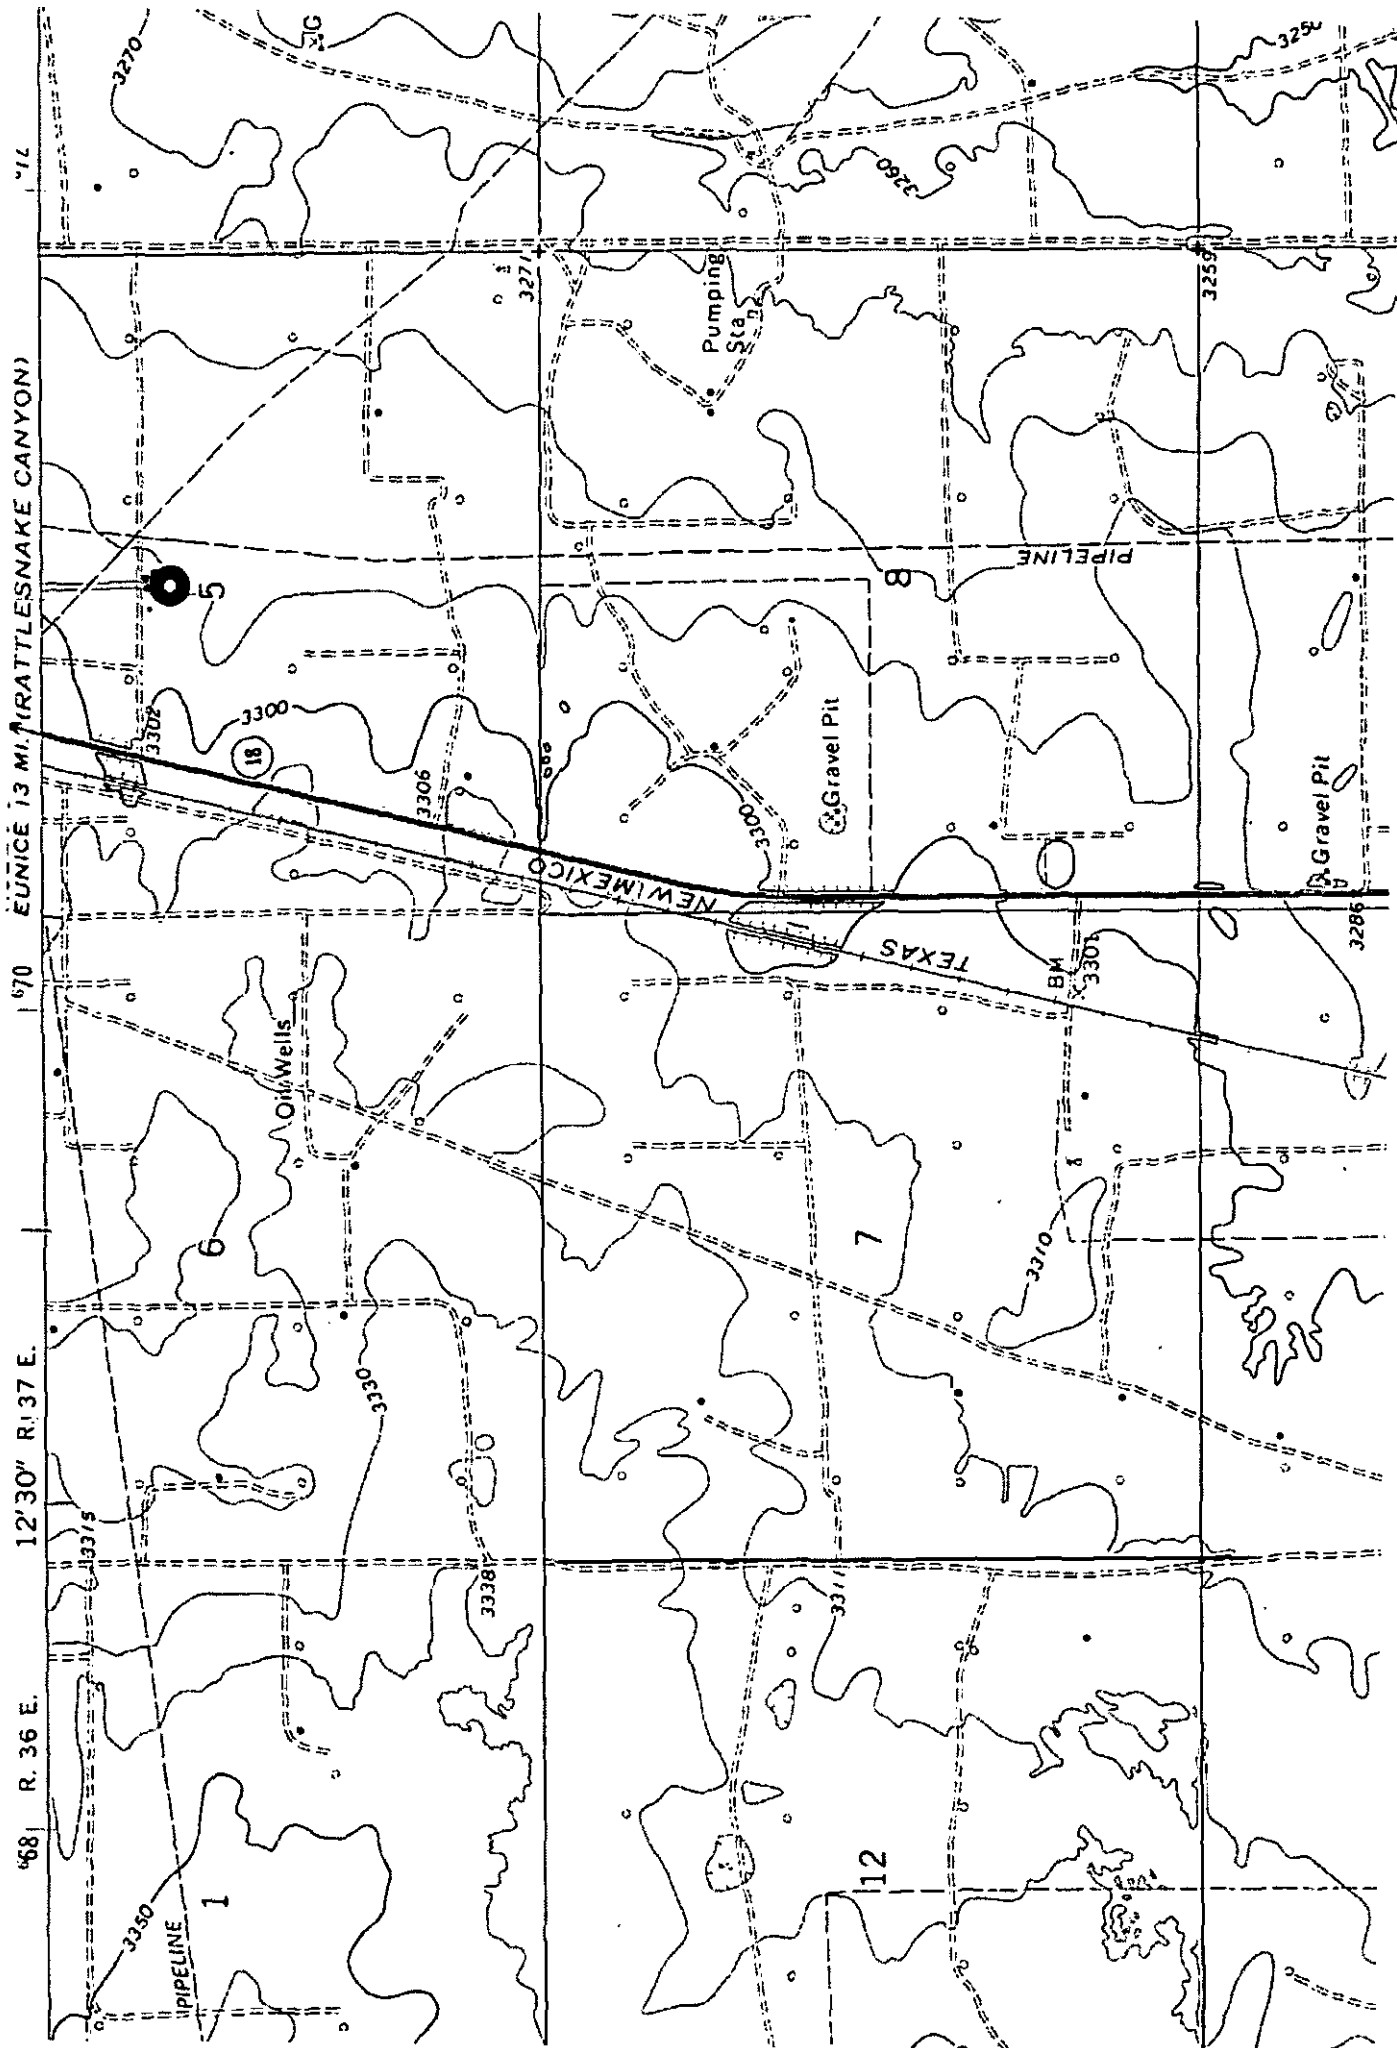 R. 36 E.
12'30" R. 37 E.
EUNICE 13 MI. (RATTLESNAKE CANYON)
⁶68
⁶70
3350
PIPELINE
1
3315
3330
3338
6
Oil Wells
3302
3300
18
3306
5
3270
G
3271
NEW MEXICO
TEXAS
12
3311
7
3310
3300
Gravel Pit
8
Pumping
Sta
3260
PIPELINE
BM
3301
3259
3250
3286
Gravel Pit